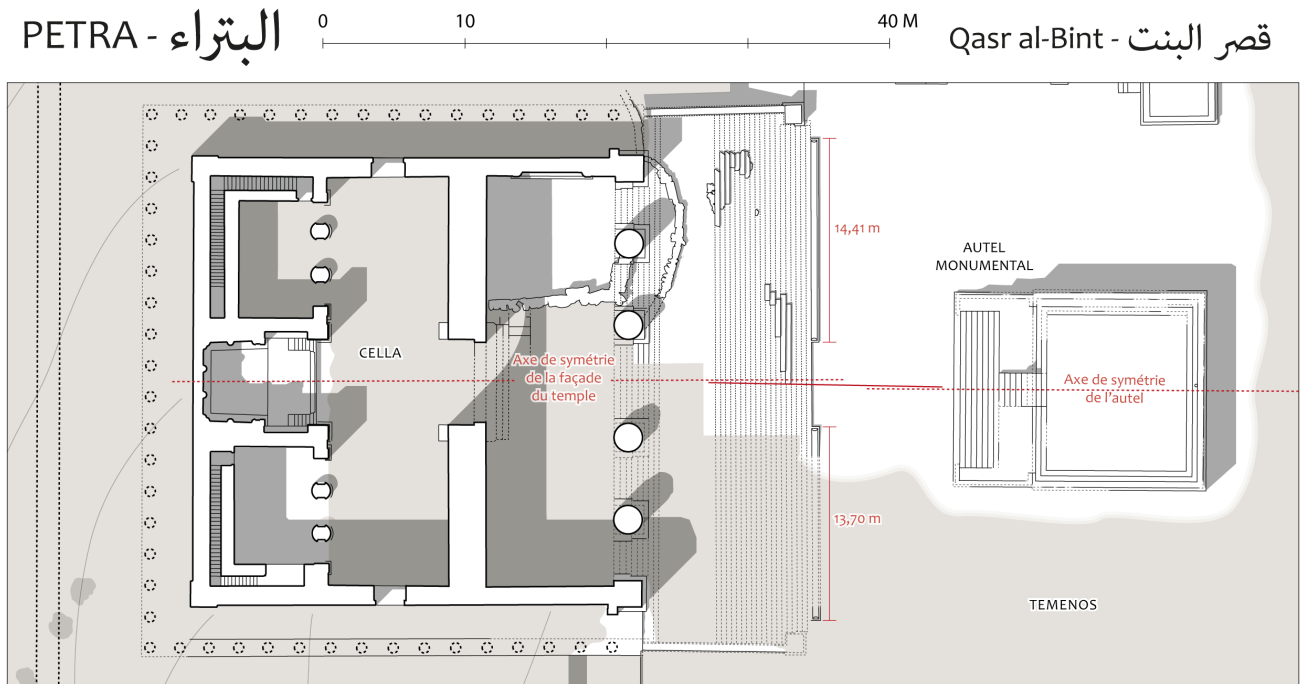 PETRA - البتراء
0 10 40 M
Qasr al-Bint - قصر البنت
14,41 m
AUTEL
MONUMENTAL
CELLA
Axe de symétrie
de la façade
du temple
Axe de symétrie
de l'autel
13,70 m
TEMENOS